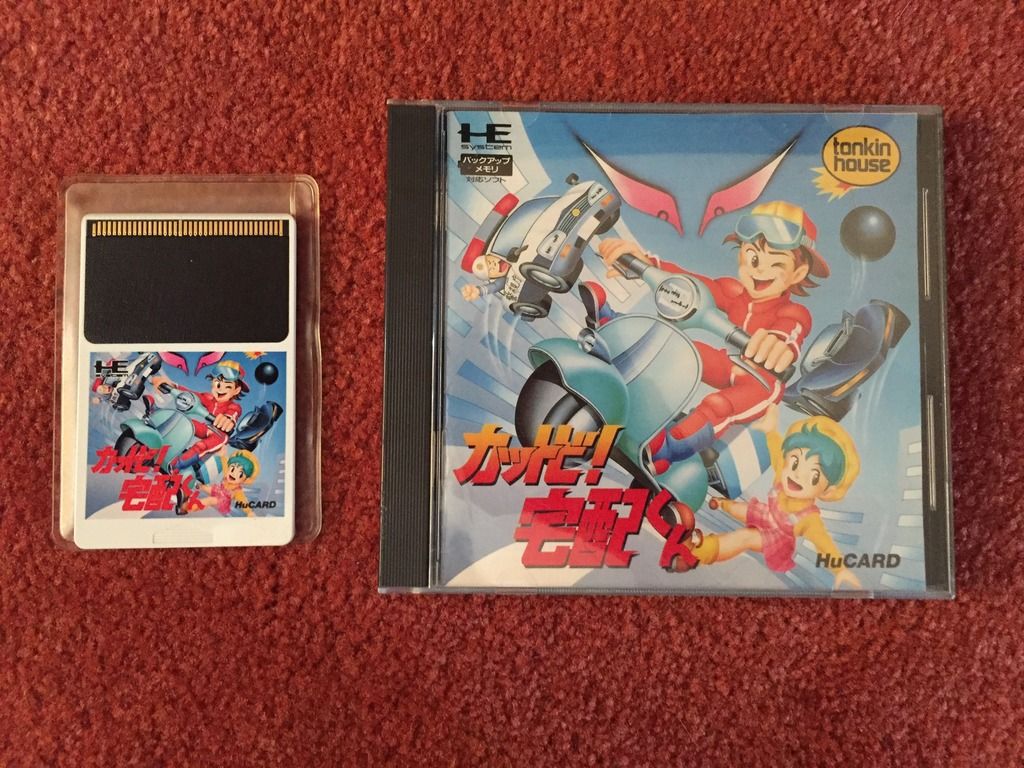 HE
system
カットビ!
宅配くん
HuCARD
HE
system
バックアップ
メモリ
対応ソフト
tonkin
house
カットビ!
宅配くん
HuCARD